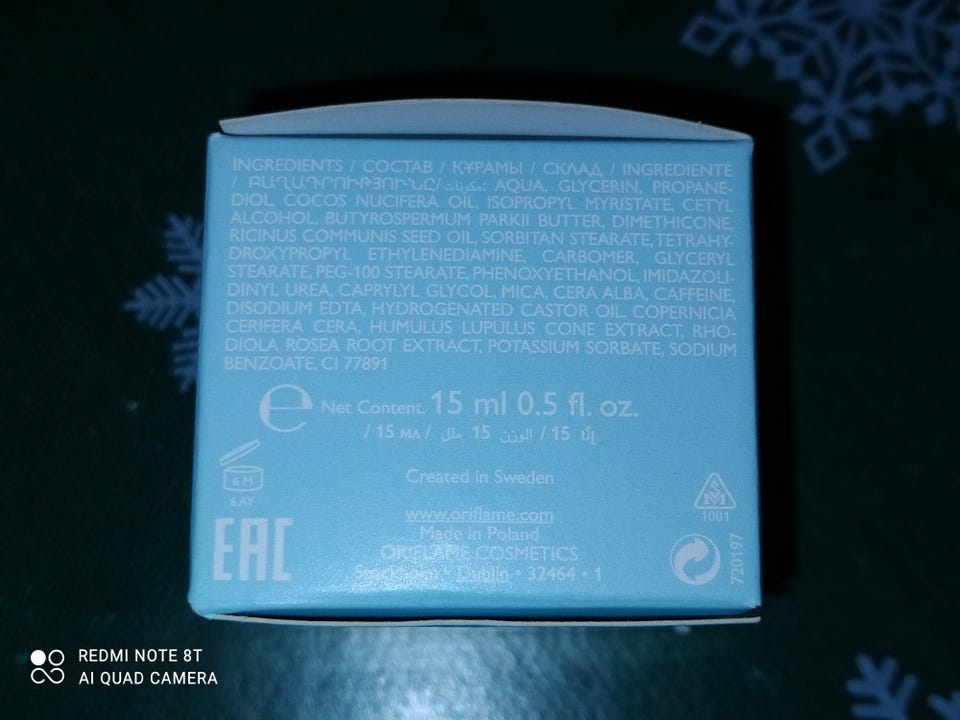 INGREDIENTS / СОСТАВ / ҚҰРАМЫ / СКЛАД / INGREDIENTE
/ ԲԱՂԱԴՐՈՒԹՅՈՒՆԸ/ مكونات: AQUA, GLYCERIN, PROPANE-
DIOL, COCOS NUCIFERA OIL, ISOPROPYL MYRISTATE, CETYL
ALCOHOL, BUTYROSPERMUM PARKII BUTTER, DIMETHICONE,
RICINUS COMMUNIS SEED OIL, SORBITAN STEARATE, TETRAHY-
DROXYPROPYL ETHYLENEDIAMINE, CARBOMER, GLYCERYL
STEARATE, PEG-100 STEARATE, PHENOXYETHANOL, IMIDAZOLI-
DINYL UREA, CAPRYLYL GLYCOL, MICA, CERA ALBA, CAFFEINE,
DISODIUM EDTA, HYDROGENATED CASTOR OIL, COPERNICIA
CERIFERA CERA, HUMULUS LUPULUS CONE EXTRACT, RHO-
DIOLA ROSEA ROOT EXTRACT, POTASSIUM SORBATE, SODIUM
BENZOATE, CI 77891
e Net Content. 15 ml 0.5 fl. oz.
/ 15 мл / الوزن 15 ملل / 15 մլ
6 M
6 AY
Created in Sweden
1001
www.oriflame.com
Made in Poland
ORIFLAME COSMETICS
Dublin • 32464 • 1
EAC
720197
REDMI NOTE 8T
AI QUAD CAMERA